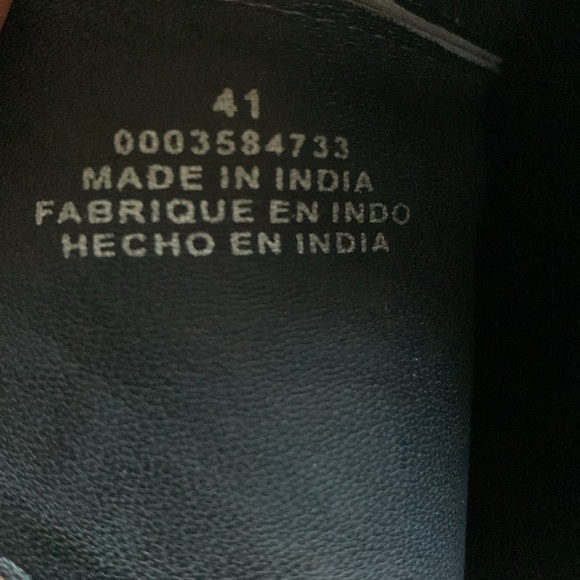 41
0003584733
MADE IN INDIA
FABRIQUE EN INDO
HECHO EN INDIA